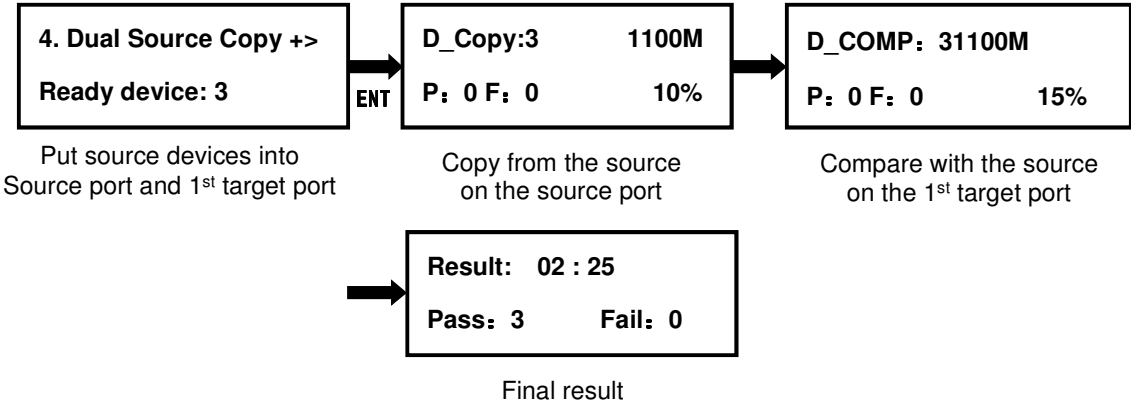 4. Dual Source Copy +>
Ready device: 3
ENT
D_Copy:3 1100M
P：0 F：0 10%
D_COMP：31100M
P：0 F：0 15%
Put source devices into
Source port and 1st target port
Copy from the source
on the source port
Compare with the source
on the 1st target port
Result: 02 : 25
Pass：3 Fail：0
Final result